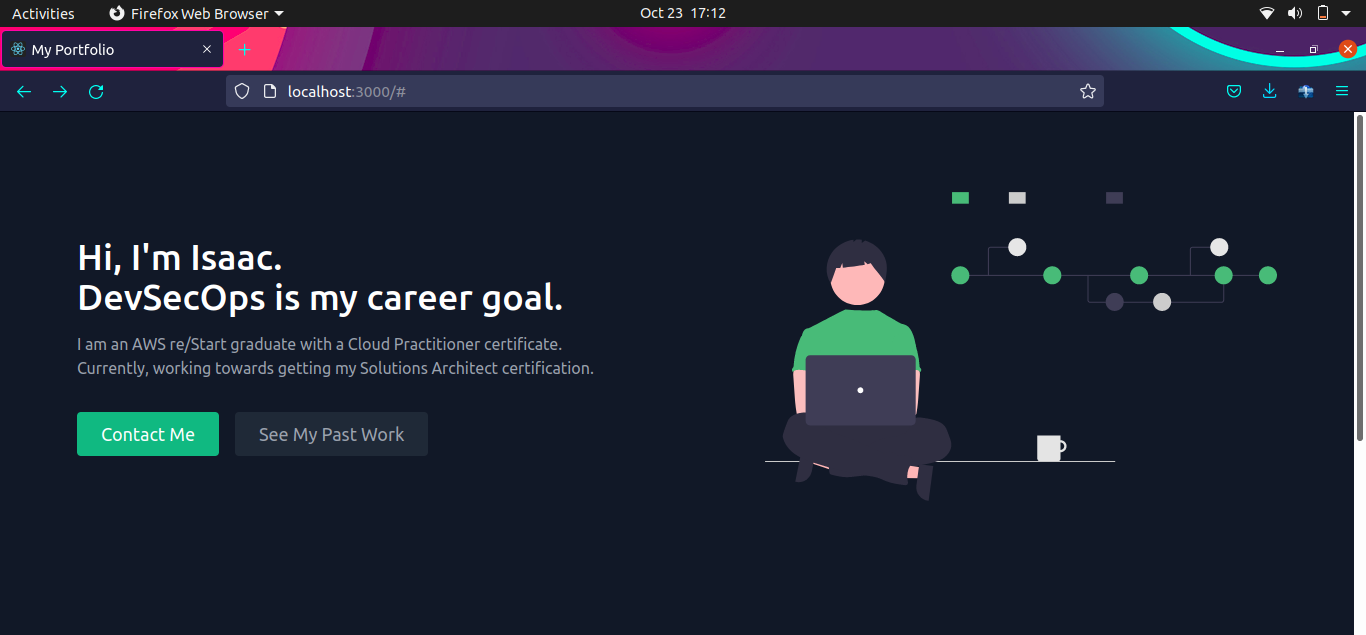 Activities Firefox Web Browser Oct 23 17:12
My Portfolio
localhost:3000/#
Hi, I'm Isaac.
DevSecOps is my career goal.
I am an AWS re/Start graduate with a Cloud Practitioner certificate.
Currently, working towards getting my Solutions Architect certification.
Contact Me See My Past Work